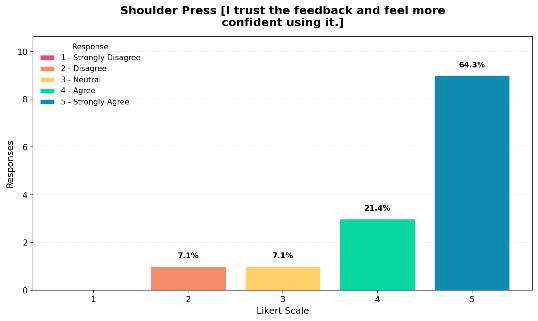 Shoulder Press [I trust the feedback and feel more
confident using it.]
Response
1 - Strongly Disagree
2 - Disagree
3 - Neutral
4 - Agree
5 - Strongly Agree
10
8
6
4
2
0
Responses
7.1%
7.1%
21.4%
64.3%
1
2
3
4
5
Likert Scale